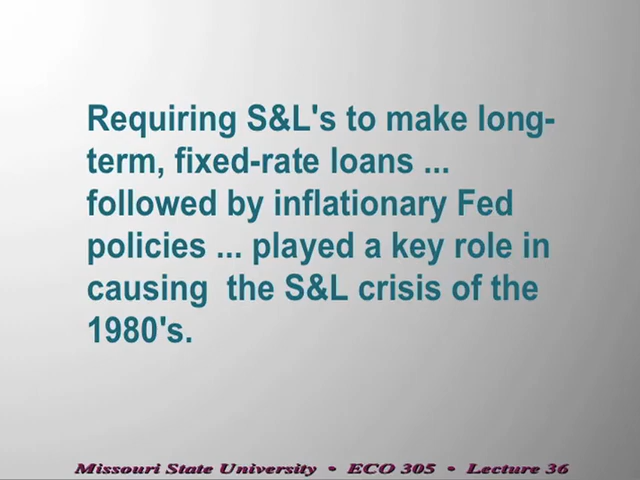 Requiring S&L's to make long-
term, fixed-rate loans ...
followed by inflationary Fed
policies ... played a key role in
causing  the S&L crisis of the
1980's.
Missouri State University • ECO 305 • Lecture 36